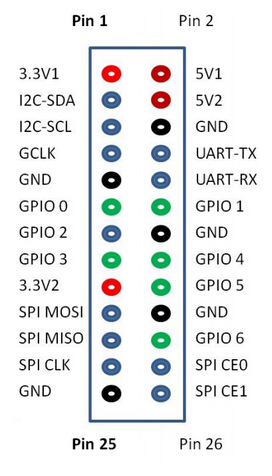 Pin 1 Pin 2
3.3V1 5V1
I2C-SDA 5V2
I2C-SCL GND
GCLK UART-TX
GND UART-RX
GPIO 0 GPIO 1
GPIO 2 GND
GPIO 3 GPIO 4
3.3V2 GPIO 5
SPI MOSI GND
SPI MISO GPIO 6
SPI CLK SPI CE0
GND SPI CE1
Pin 25 Pin 26